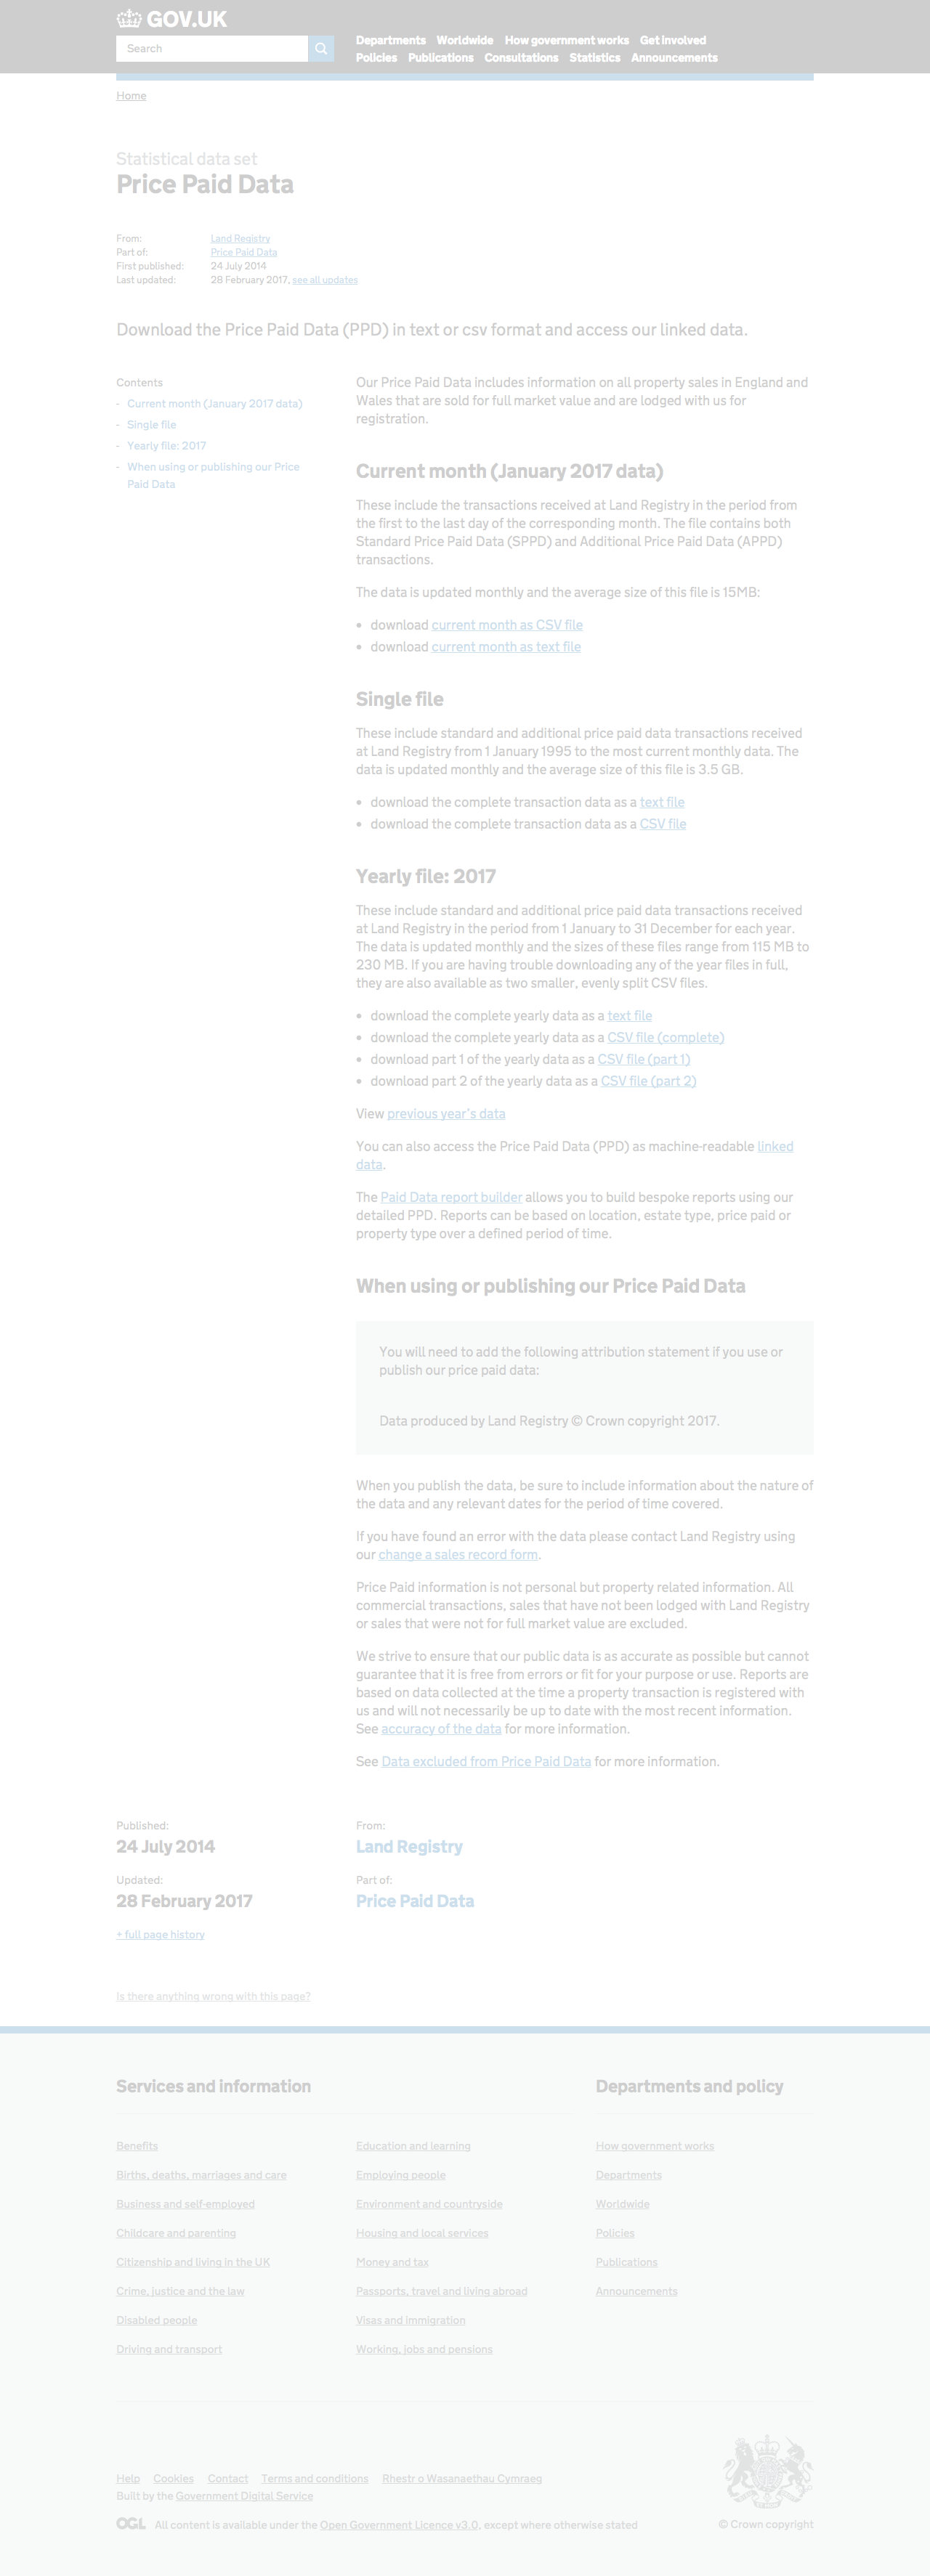 GOV.UK
Search
Departments Worldwide How government works Get involved
Policies Publications Consultations Statistics Announcements
Home
Statistical data set
Price Paid Data
From: Land Registry
Part of: Price Paid Data
First published: 24 July 2014
Last updated: 28 February 2017, see all updates
Download the Price Paid Data (PPD) in text or csv format and access our linked data.
Contents
- Current month (January 2017 data)
- Single file
- Yearly file: 2017
- When using or publishing our Price
Paid Data
Our Price Paid Data includes information on all property sales in England and
Wales that are sold for full market value and are lodged with us for
registration.
Current month (January 2017 data)
These include the transactions received at Land Registry in the period from
the first to the last day of the corresponding month. The file contains both
Standard Price Paid Data (SPPD) and Additional Price Paid Data (APPD)
transactions.
The data is updated monthly and the average size of this file is 15MB:
• download current month as CSV file
• download current month as text file
Single file
These include standard and additional price paid data transactions received
at Land Registry from 1 January 1995 to the most current monthly data. The
data is updated monthly and the average size of this file is 3.5 GB.
• download the complete transaction data as a text file
• download the complete transaction data as a CSV file
Yearly file: 2017
These include standard and additional price paid data transactions received
at Land Registry in the period from 1 January to 31 December for each year.
The data is updated monthly and the sizes of these files range from 115 MB to
230 MB. If you are having trouble downloading any of the year files in full,
they are also available as two smaller, evenly split CSV files.
• download the complete yearly data as a text file
• download the complete yearly data as a CSV file (complete)
• download part 1 of the yearly data as a CSV file (part 1)
• download part 2 of the yearly data as a CSV file (part 2)
View previous year's data
You can also access the Price Paid Data (PPD) as machine-readable linked
data.
The Paid Data report builder allows you to build bespoke reports using our
detailed PPD. Reports can be based on location, estate type, price paid or
property type over a defined period of time.
When using or publishing our Price Paid Data
You will need to add the following attribution statement if you use or
publish our price paid data:
Data produced by Land Registry © Crown copyright 2017.
When you publish the data, be sure to include information about the nature of
the data and any relevant dates for the period of time covered.
If you have found an error with the data please contact Land Registry using
our change a sales record form.
Price Paid information is not personal but property related information. All
commercial transactions, sales that have not been lodged with Land Registry
or sales that were not for full market value are excluded.
We strive to ensure that our public data is as accurate as possible but cannot
guarantee that it is free from errors or fit for your purpose or use. Reports are
based on data collected at the time a property transaction is registered with
us and will not necessarily be up to date with the most recent information.
See accuracy of the data for more information.
See Data excluded from Price Paid Data for more information.
Published:
24 July 2014
Updated:
28 February 2017
+ full page history
From:
Land Registry
Part of:
Price Paid Data
Is there anything wrong with this page?
Services and information
Benefits
Births, deaths, marriages and care
Business and self-employed
Childcare and parenting
Citizenship and living in the UK
Crime, justice and the law
Disabled people
Driving and transport
Education and learning
Employing people
Environment and countryside
Housing and local services
Money and tax
Passports, travel and living abroad
Visas and immigration
Working, jobs and pensions
Departments and policy
How government works
Departments
Worldwide
Policies
Publications
Announcements
Help Cookies Contact Terms and conditions Rhestr o Wasanaethau Cymraeg
Built by the Government Digital Service
OGL All content is available under the Open Government Licence v3.0, except where otherwise stated
© Crown copyright